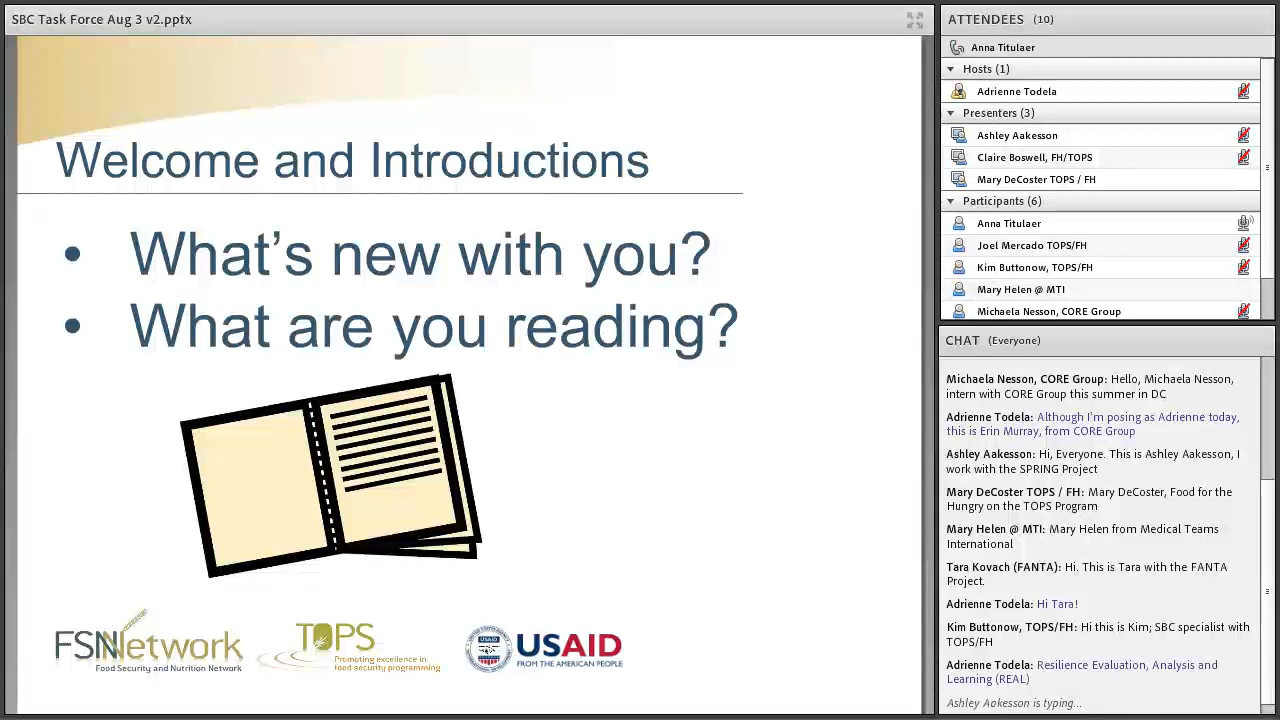 SBC Task Force Aug 3 v2.pptx
Welcome and Introductions
• What's new with you?
• What are you reading?
FSN Network
Food Security and Nutrition Network
TOPS
Promoting excellence in
food security programming
USAID
FROM THE AMERICAN PEOPLE
ATTENDEES (10)
Anna Titulaer
Hosts (1)
Adrienne Todela
Presenters (3)
Ashley Aakesson
Claire Boswell, FH/TOPS
Mary DeCoster TOPS / FH
Participants (6)
Anna Titulaer
Joel Mercado TOPS/FH
Kim Buttonow, TOPS/FH
Mary Helen @ MTI
Michaela Nesson, CORE Group
CHAT (Everyone)
Michaela Nesson, CORE Group: Hello, Michaela Nesson,
intern with CORE Group this summer in DC
Adrienne Todela: Although I'm posing as Adrienne today,
this is Erin Murray, from CORE Group
Ashley Aakesson: Hi, Everyone. This is Ashley Aakesson, I
work with the SPRING Project
Mary DeCoster TOPS / FH: Mary DeCoster, Food for the
Hungry on the TOPS Program
Mary Helen @ MTI: Mary Helen from Medical Teams
International
Tara Kovach (FANTA): Hi. This is Tara with the FANTA
Project.
Adrienne Todela: Hi Tara!
Kim Buttonow, TOPS/FH: Hi this is Kim; SBC Specialist with
TOPS/FH
Adrienne Todela: Resilience Evaluation, Analysis and
Learning (REAL)
Ashley Aakesson is typing...